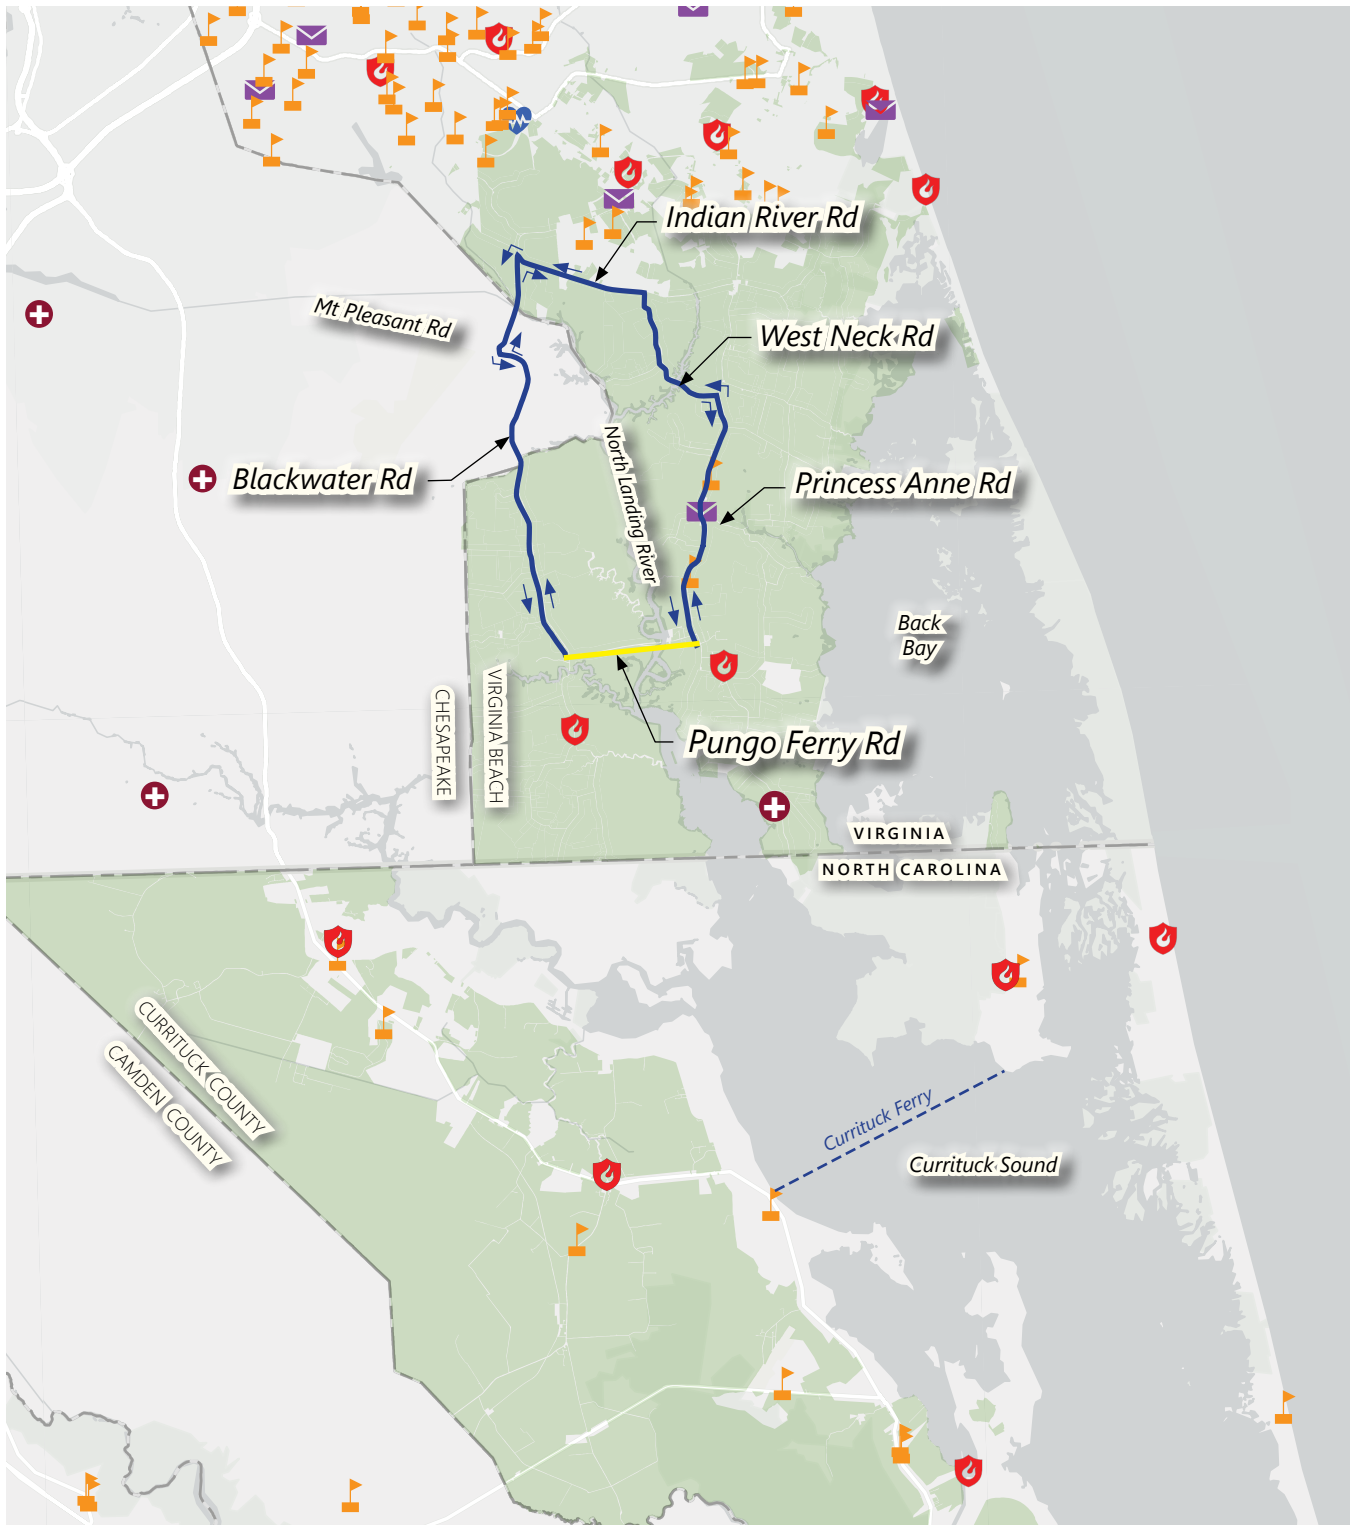 Indian River Rd
Mt Pleasant Rd
West Neck Rd
Blackwater Rd
North Landing River
Princess Anne Rd
Back
Bay
CHESAPEAKE
VIRGINIA BEACH
Pungo Ferry Rd
VIRGINIA
NORTH CAROLINA
CURRITUCK COUNTY
CAMDEN COUNTY
Currituck Ferry
Currituck Sound